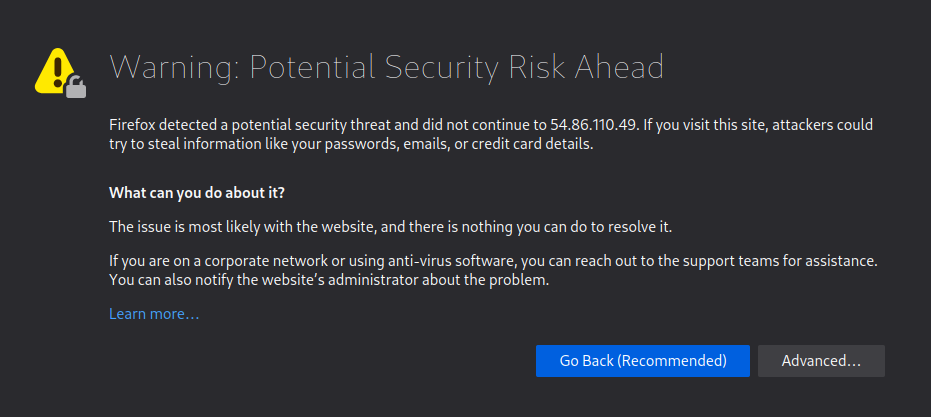 Warning: Potential Security Risk Ahead
Firefox detected a potential security threat and did not continue to 54.86.110.49. If you visit this site, attackers could
try to steal information like your passwords, emails, or credit card details.
What can you do about it?
The issue is most likely with the website, and there is nothing you can do to resolve it.
If you are on a corporate network or using anti-virus software, you can reach out to the support teams for assistance.
You can also notify the website’s administrator about the problem.
Learn more…
Go Back (Recommended)
Advanced…